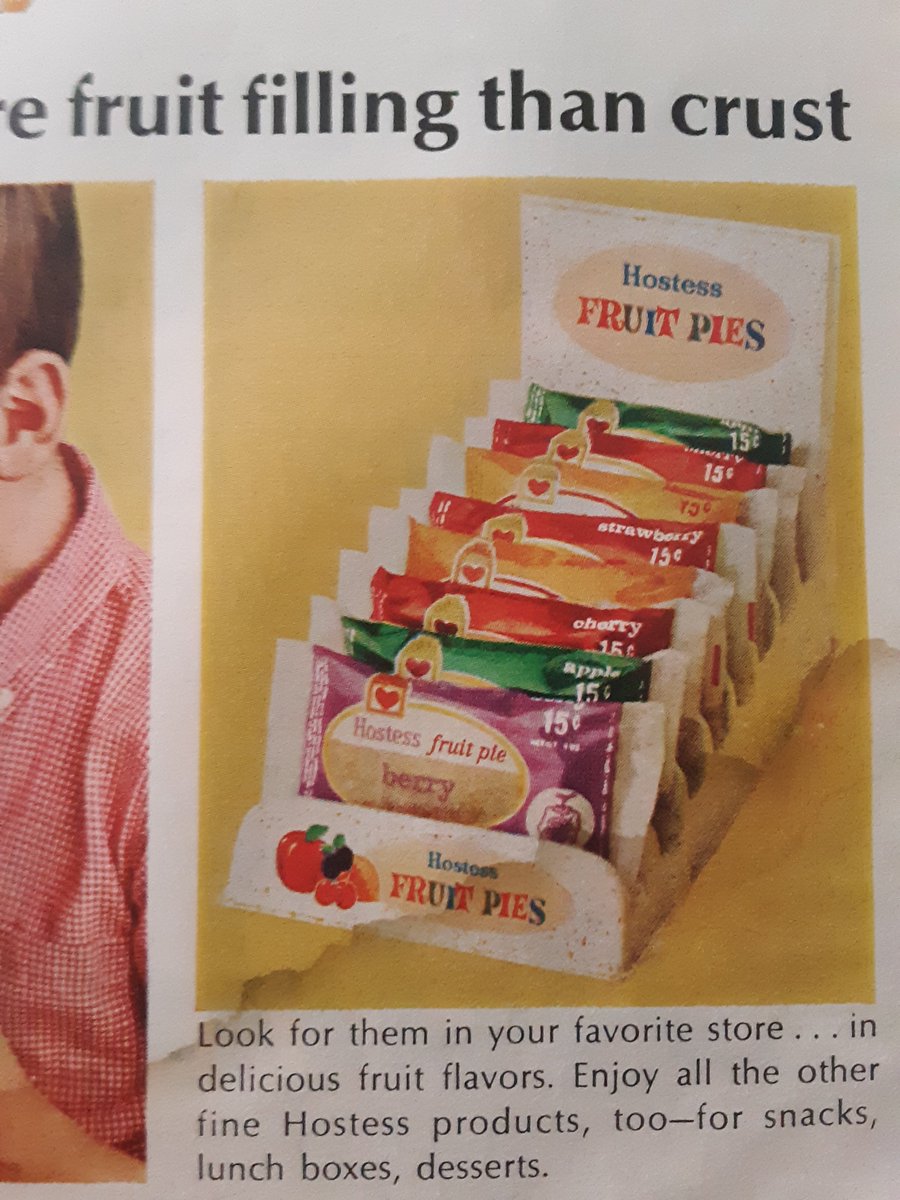 re fruit filling than crust
Hostess
FRUIT PIES
15¢
15¢
15¢
strawberry
15¢
cherry
15¢
apple
15¢
15¢
Hostess fruit pie
berry
Hostess
FRUIT PIES
Look for them in your favorite store . . . in
delicious fruit flavors. Enjoy all the other
fine Hostess products, too—for snacks,
lunch boxes, desserts.